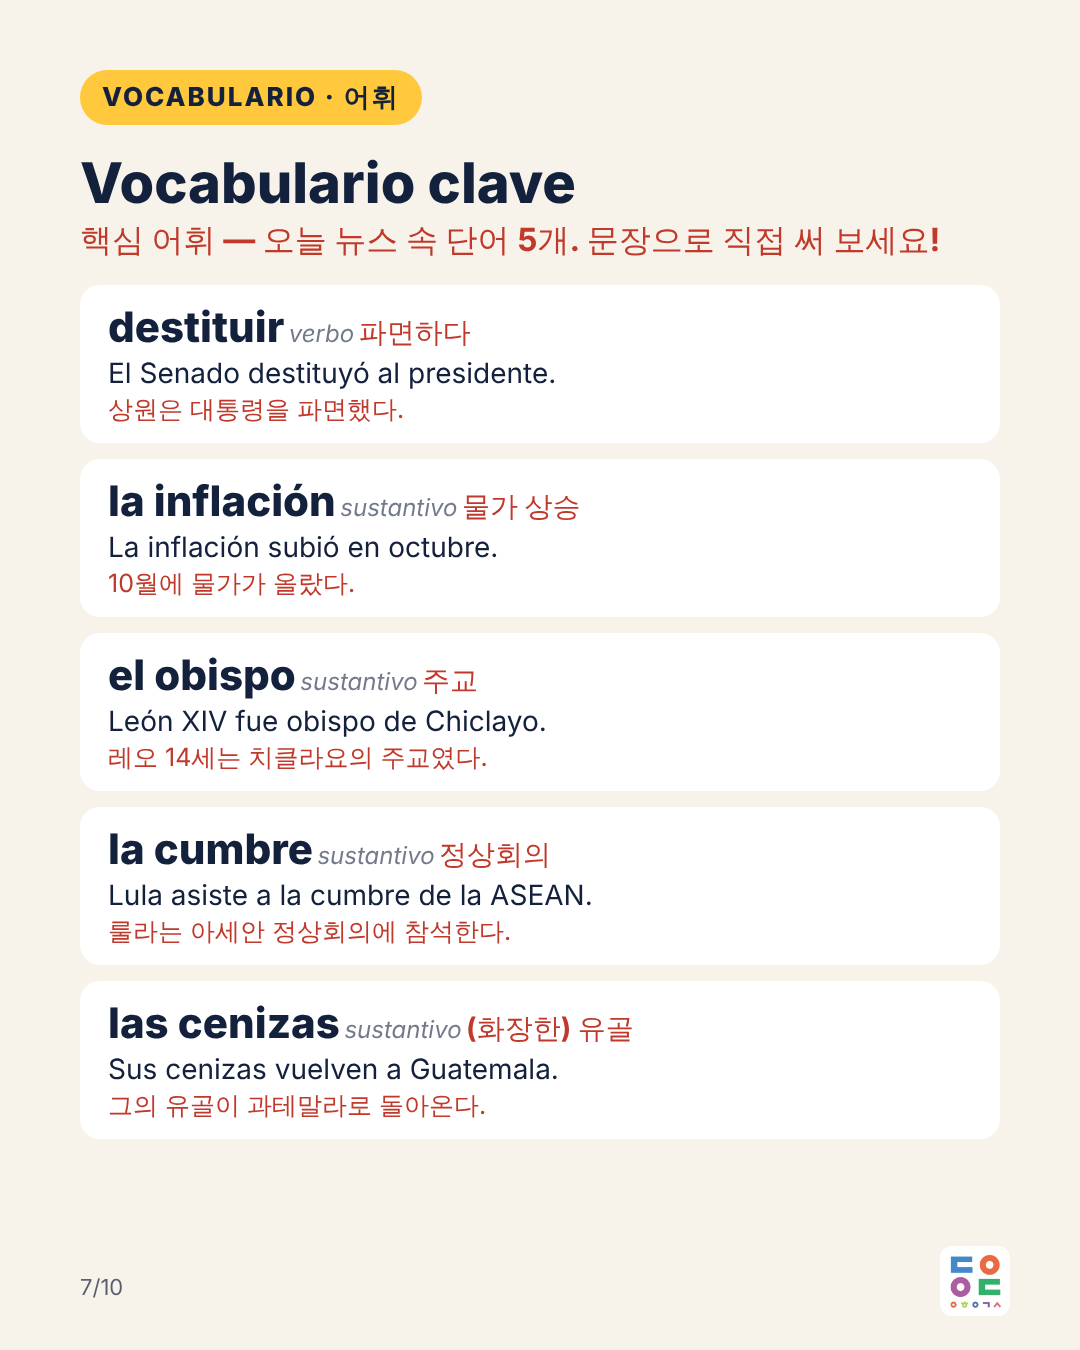 VOCABULARIO · 어휘
Vocabulario clave
핵심 어휘 — 오늘 뉴스 속 단어 5개. 문장으로 직접 써 보세요!
destituir verbo 파면하다
El Senado destituyó al presidente.
상원은 대통령을 파면했다.
la inflación sustantivo 물가 상승
La inflación subió en octubre.
10월에 물가가 올랐다.
el obispo sustantivo 주교
León XIV fue obispo de Chiclayo.
레오 14세는 치클라요의 주교였다.
la cumbre sustantivo 정상회의
Lula asiste a la cumbre de la ASEAN.
룰라는 아세안 정상회의에 참석한다.
las cenizas sustantivo (화장한) 유골
Sus cenizas vuelven a Guatemala.
그의 유골이 과테말라로 돌아온다.
7/10